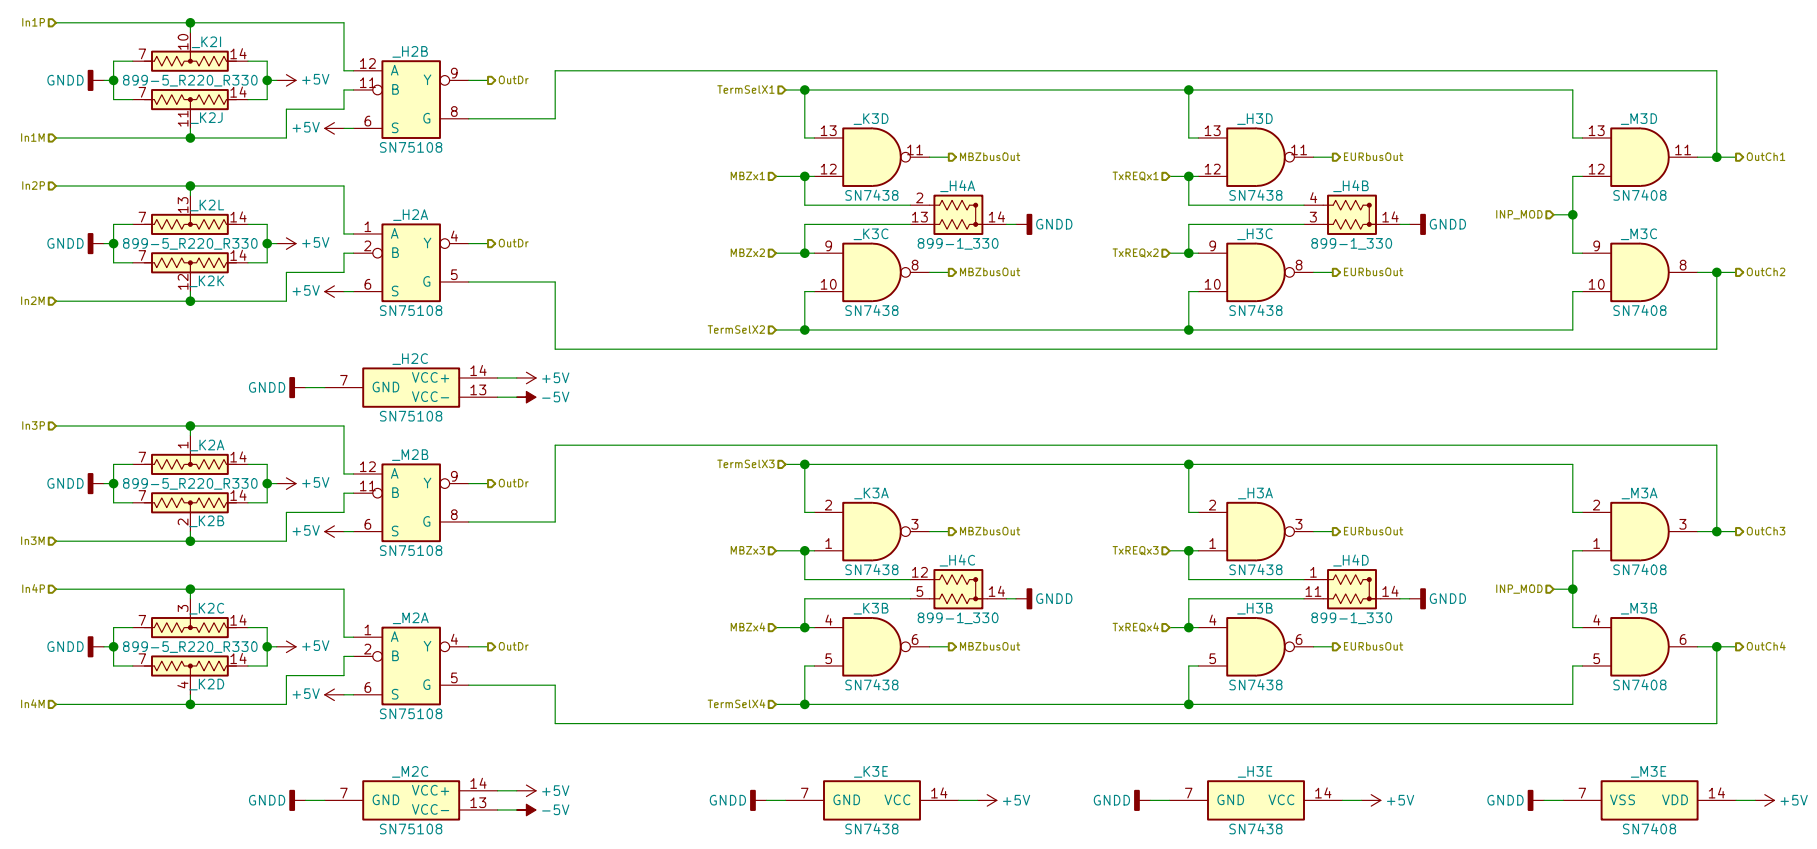 In1P
10
_K2I
7
14
GNDD
899-5_R220_R330
+5V
7
14
11
_K2J
In1M
_H2B
12
A
11
B
Y
9
OutDr
G
8
+5V
6
S
SN75108
In2P
13
_K2L
7
14
GNDD
899-5_R220_R330
+5V
7
14
12
_K2K
In2M
_H2A
1
A
2
B
Y
4
OutDr
G
5
+5V
6
S
SN75108
_H2C
GNDD
7
GND
VCC+
14
+5V
VCC-
13
-5V
SN75108
TermSelX1
_K3D
13
11
MBZbusOut
MBZx1
12
SN7438
_H4A
2
13
14
GNDD
899-1_330
_K3C
MBZx2
9
8
MBZbusOut
10
SN7438
TermSelX2
_H3D
13
11
EURbusOut
TxREQx1
12
SN7438
_H4B
4
3
14
GNDD
899-1_330
_H3C
TxREQx2
9
8
EURbusOut
10
SN7438
_M3D
13
11
OutCh1
12
SN7408
INP_MOD
_M3C
9
8
OutCh2
10
SN7408
In3P
1
_K2A
7
14
GNDD
899-5_R220_R330
+5V
7
14
2
_K2B
In3M
_M2B
12
A
11
B
Y
9
OutDr
G
8
+5V
6
S
SN75108
In4P
3
_K2C
7
14
GNDD
899-5_R220_R330
+5V
7
14
4
_K2D
In4M
_M2A
1
A
2
B
Y
4
OutDr
G
5
+5V
6
S
SN75108
TermSelX3
_K3A
2
3
MBZbusOut
MBZx3
1
SN7438
_H4C
12
5
14
GNDD
899-1_330
_K3B
MBZx4
4
6
MBZbusOut
5
SN7438
TermSelX4
_H3A
2
3
EURbusOut
TxREQx3
1
SN7438
_H4D
1
11
14
GNDD
899-1_330
_H3B
TxREQx4
4
6
EURbusOut
5
SN7438
_M3A
2
3
OutCh3
1
SN7408
INP_MOD
_M3B
4
6
OutCh4
5
SN7408
_M2C
GNDD
7
GND
VCC+
14
+5V
VCC-
13
-5V
SN75108
_K3E
GNDD
7
GND
VCC
14
+5V
SN7438
_H3E
GNDD
7
GND
VCC
14
+5V
SN7438
_M3E
GNDD
7
VSS
VDD
14
+5V
SN7408